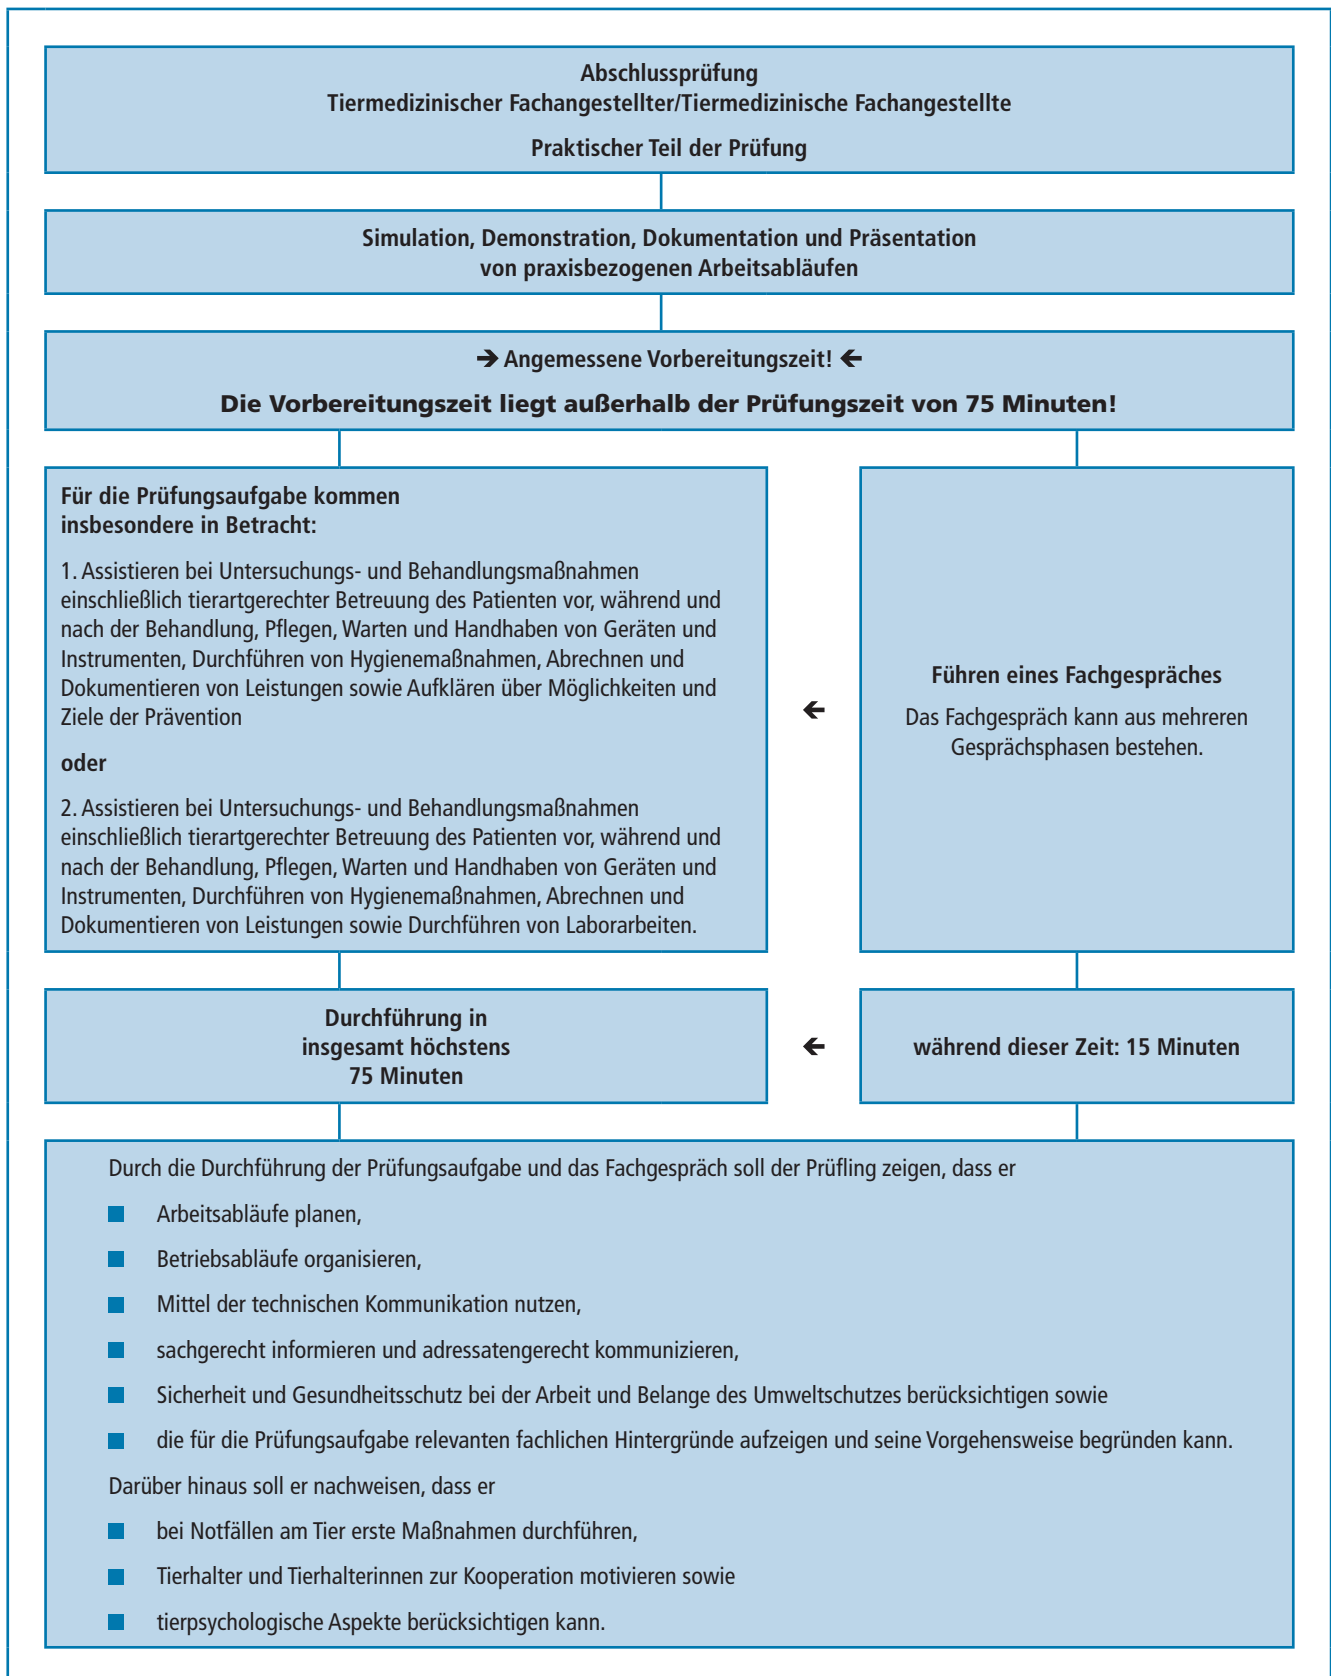 Abschlussprüfung
Tiermedizinischer Fachangestellter/Tiermedizinische Fachangestellte
Praktischer Teil der Prüfung
Simulation, Demonstration, Dokumentation und Präsentation
von praxisbezogenen Arbeitsabläufen
➔ Angemessene Vorbereitungszeit! 🡰
Die Vorbereitungszeit liegt außerhalb der Prüfungszeit von 75 Minuten!
Für die Prüfungsaufgabe kommen
insbesondere in Betracht:
1. Assistieren bei Untersuchungs- und Behandlungsmaßnahmen
einschließlich tierartgerechter Betreuung des Patienten vor, während und
nach der Behandlung, Pflegen, Warten und Handhaben von Geräten und
Instrumenten, Durchführen von Hygienemaßnahmen, Abrechnen und
Dokumentieren von Leistungen sowie Aufklären über Möglichkeiten und
Ziele der Prävention
oder
2. Assistieren bei Untersuchungs- und Behandlungsmaßnahmen
einschließlich tierartgerechter Betreuung des Patienten vor, während und
nach der Behandlung, Pflegen, Warten und Handhaben von Geräten und
Instrumenten, Durchführen von Hygienemaßnahmen, Abrechnen und
Dokumentieren von Leistungen sowie Durchführen von Laborarbeiten.
🡰
Führen eines Fachgespräches
Das Fachgespräch kann aus mehreren
Gesprächsphasen bestehen.
Durchführung in
insgesamt höchstens
75 Minuten
🡰
während dieser Zeit: 15 Minuten
Durch die Durchführung der Prüfungsaufgabe und das Fachgespräch soll der Prüfling zeigen, dass er
■ Arbeitsabläufe planen,
■ Betriebsabläufe organisieren,
■ Mittel der technischen Kommunikation nutzen,
■ sachgerecht informieren und adressatengerecht kommunizieren,
■ Sicherheit und Gesundheitsschutz bei der Arbeit und Belange des Umweltschutzes berücksichtigen sowie
■ die für die Prüfungsaufgabe relevanten fachlichen Hintergründe aufzeigen und seine Vorgehensweise begründen kann.
Darüber hinaus soll er nachweisen, dass er
■ bei Notfällen am Tier erste Maßnahmen durchführen,
■ Tierhalter und Tierhalterinnen zur Kooperation motivieren sowie
■ tierpsychologische Aspekte berücksichtigen kann.